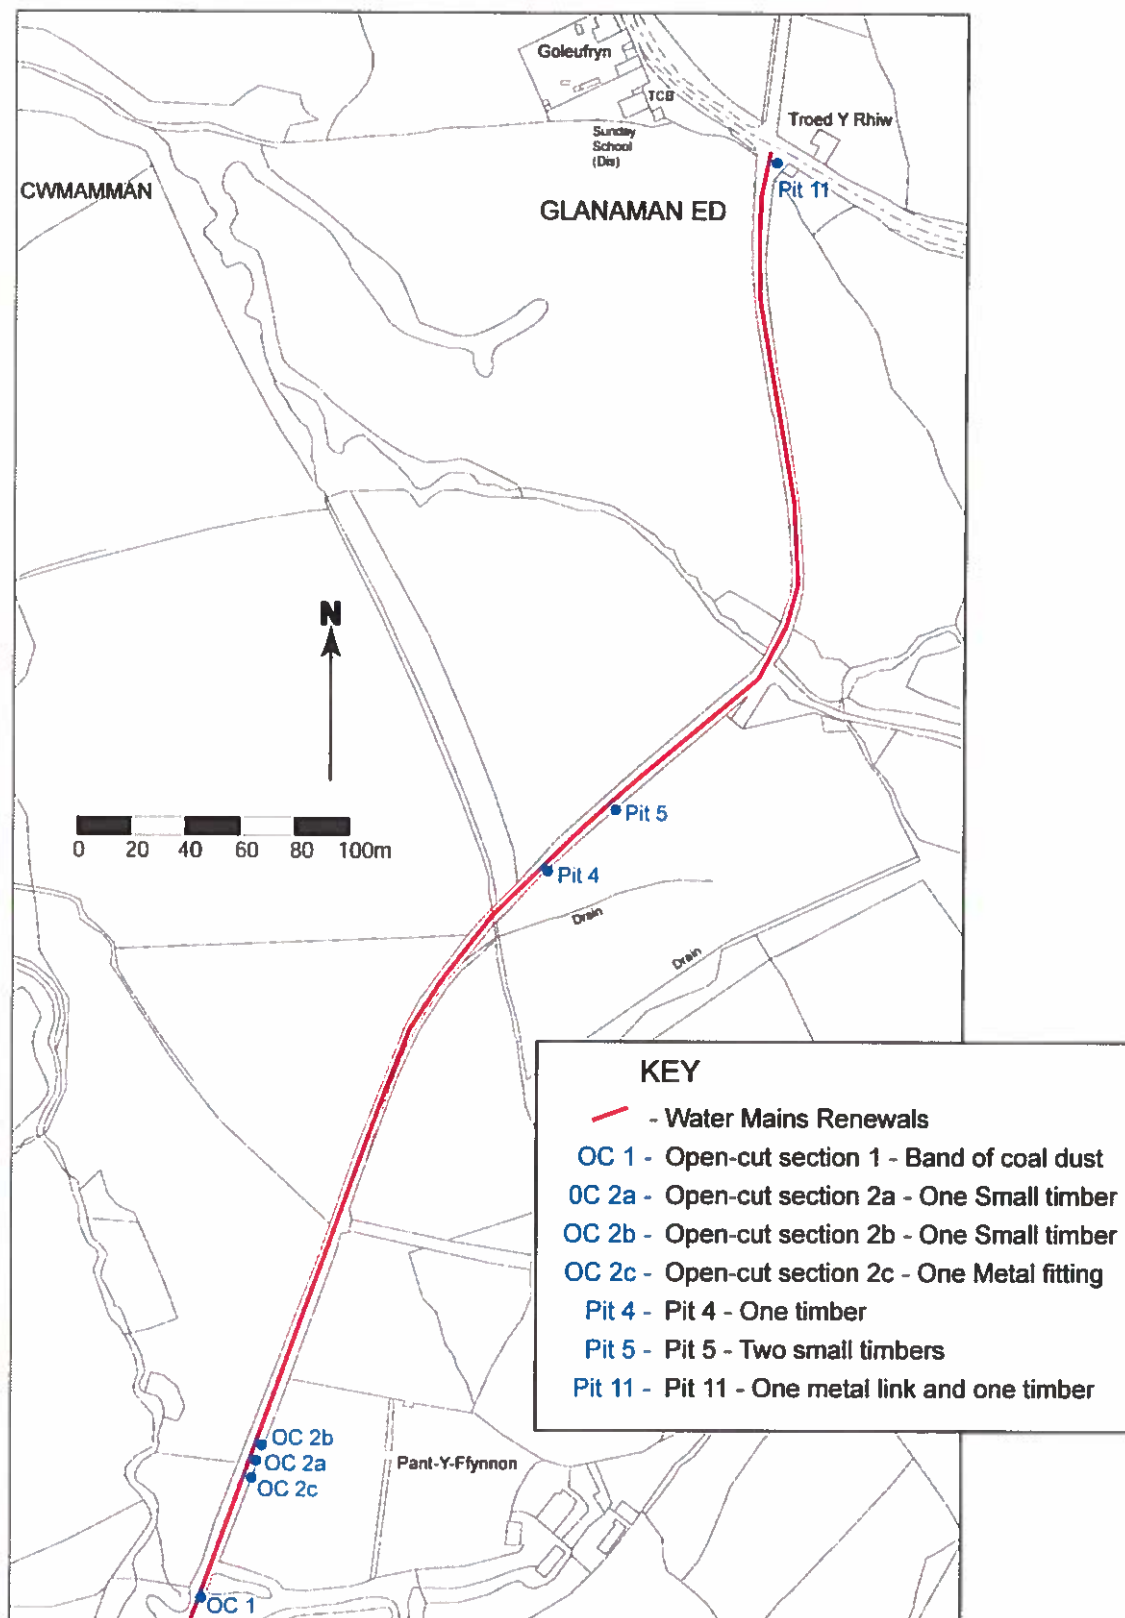 Goleufryn
TCB
Troed Y Rhiw
Sunday
School
(Dis)
CWMAMMAN
Pit 11
GLANAMAN ED
N
Pit 5
0 20 40 60 80 100m
Pit 4
Drain
Drain
KEY
- Water Mains Renewals
OC 1 - Open-cut section 1 - Band of coal dust
0C 2a - Open-cut section 2a - One Small timber
OC 2b - Open-cut section 2b - One Small timber
OC 2c - Open-cut section 2c - One Metal fitting
Pit 4 - Pit 4 - One timber
Pit 5 - Pit 5 - Two small timbers
Pit 11 - Pit 11 - One metal link and one timber
OC 2b
OC 2a
Pant-Y-Ffynnon
OC 2c
OC 1